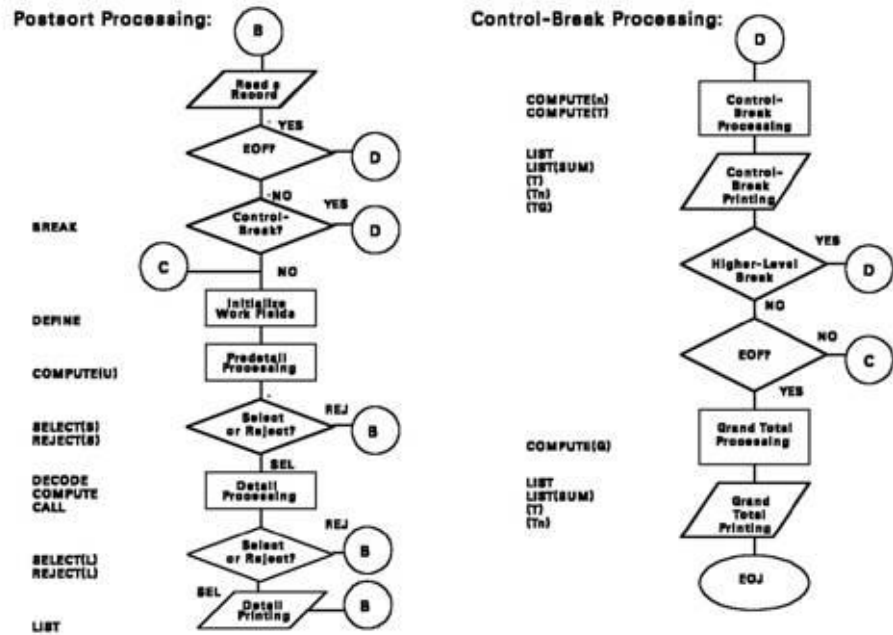 Postsort Processing:
B
Read a
Record
YES
EOF?
D
NO
YES
Control-
Break?
D
BREAK
C
NO
Initialize
Work Fields
DEFINE
Predetail
Processing
COMPUTE(U)
REJ
Select
or Reject?
B
SELECT(S)
REJECT(S)
SEL
DECODE
COMPUTE
CALL
Detail
Processing
REJ
Select
or Reject?
B
SELECT(L)
REJECT(L)
SEL
Detail
Printing
B
LIST
Control-Break Processing:
D
COMPUTE(n)
COMPUTE(T)
Control-
Break
Processing
LIST
LIST(SUM)
(T)
(Tn)
(TG)
Control-
Break
Printing
YES
Higher-Level
Break
D
NO
NO
EOF?
C
YES
Grand Total
Processing
COMPUTE(G)
LIST
LIST(SUM)
(T)
(Tn)
Grand
Total
Printing
EOJ